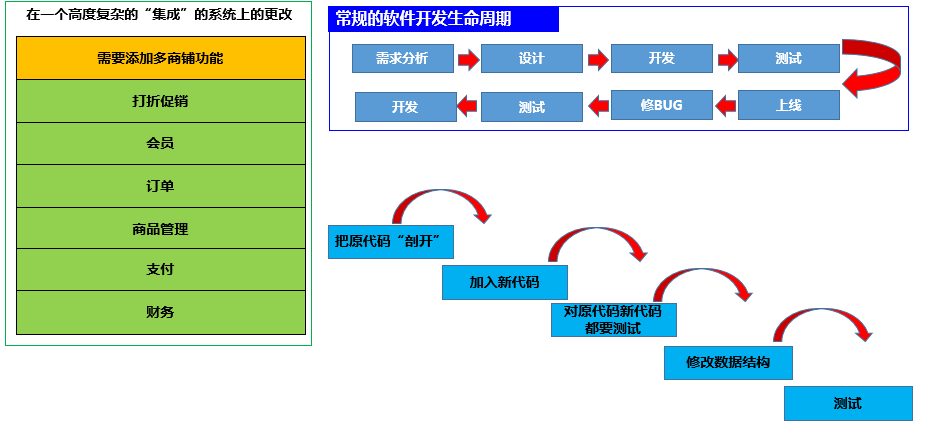 在一个高度复杂的“集成”的系统上的更改
需要添加多商铺功能
打折促销
会员
订单
商品管理
支付
财务
常规的软件开发生命周期
需求分析
设计
开发
测试
上线
修BUG
测试
开发
把原代码“剖开”
加入新代码
对原代码新代码
都要测试
修改数据结构
测试